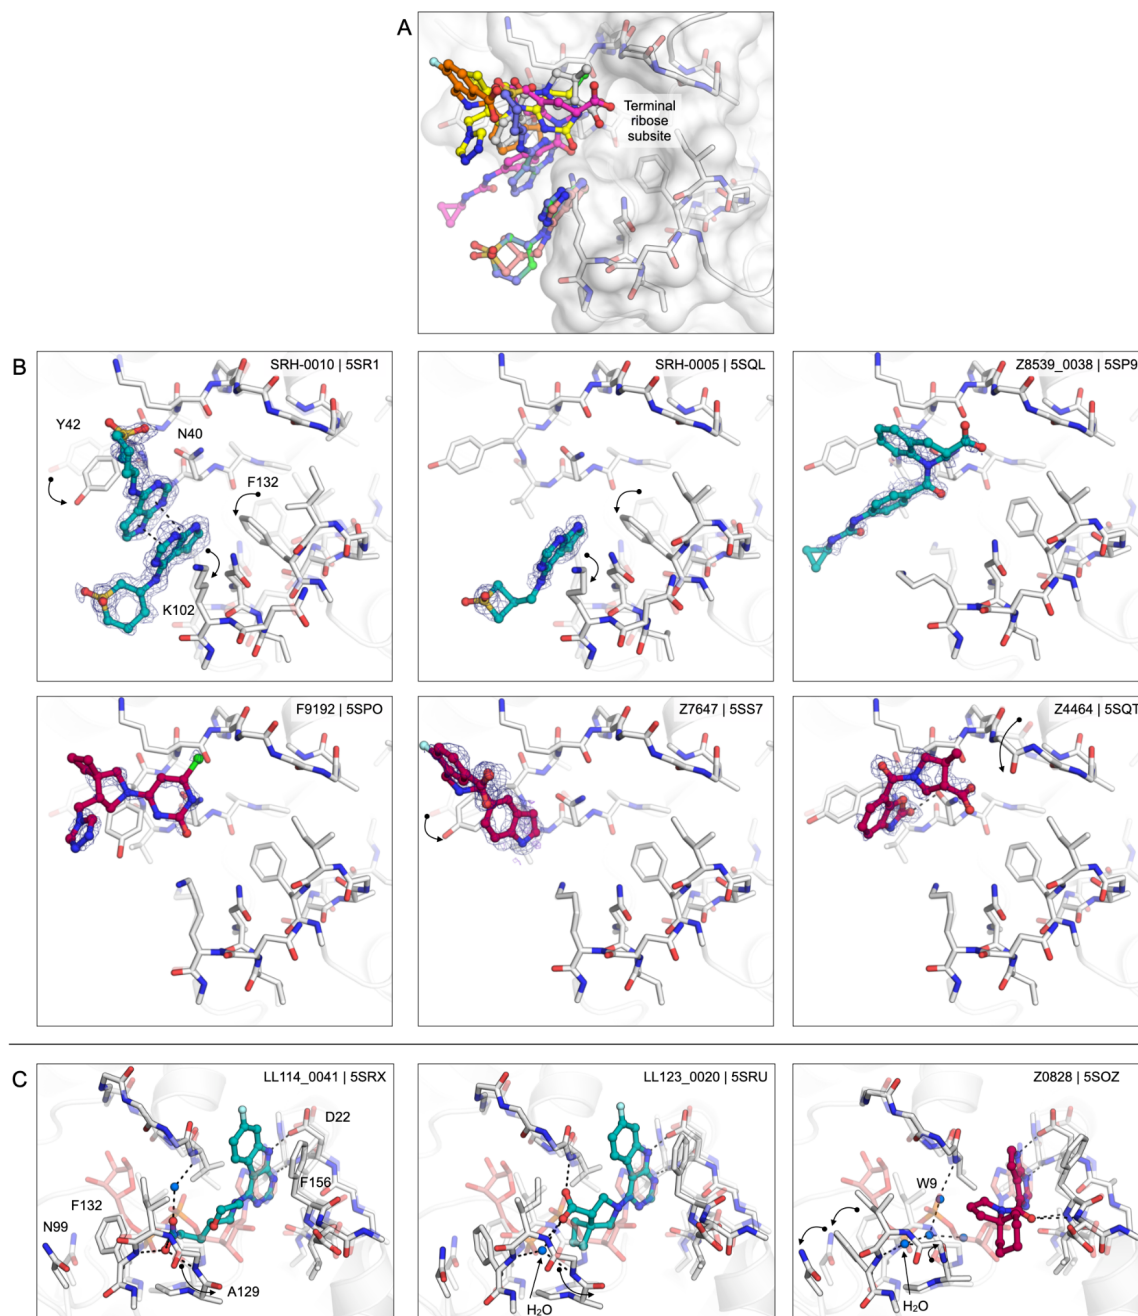 A
Terminal
ribose
subsite
B
SRH-0010 | 5SR1
Y42
N40
F132
K102
SRH-0005 | 5SQL
Z8539_0038 | 5SP9
F9192 | 5SPO
Z7647 | 5SS7
Z4464 | 5SQT
C
LL114_0041 | 5SRX
D22
F156
F132
N99
A129
LL123_0020 | 5SRU
H₂O
Z0828 | 5SOZ
W9
H₂O